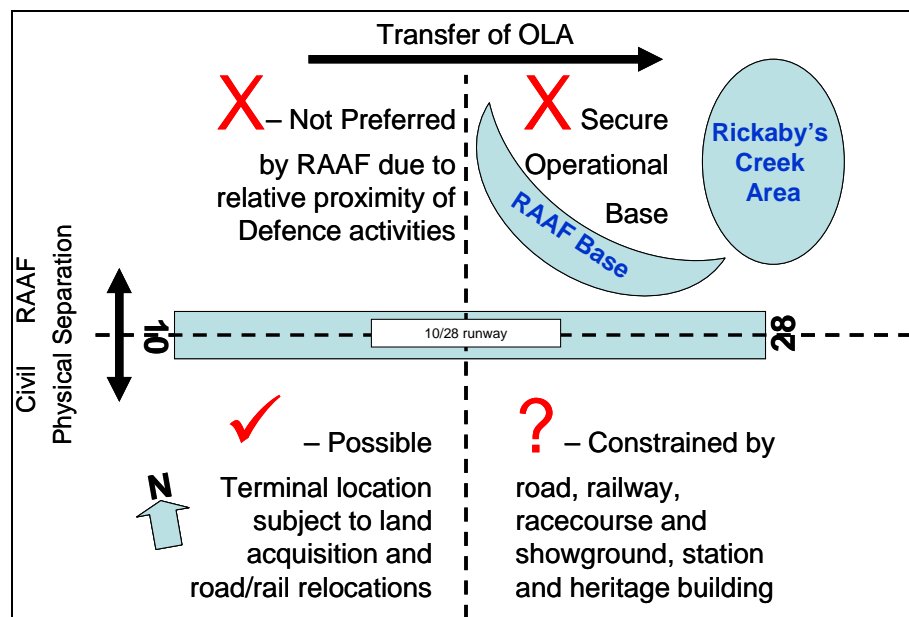 Transfer of OLA
X – Not Preferred
by RAAF due to
relative proximity of
Defence activities
X Secure
Operational
Base
RAAF Base
Rickaby's
Creek
Area
Civil RAAF
Physical Separation
10
10/28 runway
28
– Possible
Terminal location
subject to land
acquisition and
road/rail relocations
N
? – Constrained by
road, railway,
racecourse and
showground, station
and heritage building